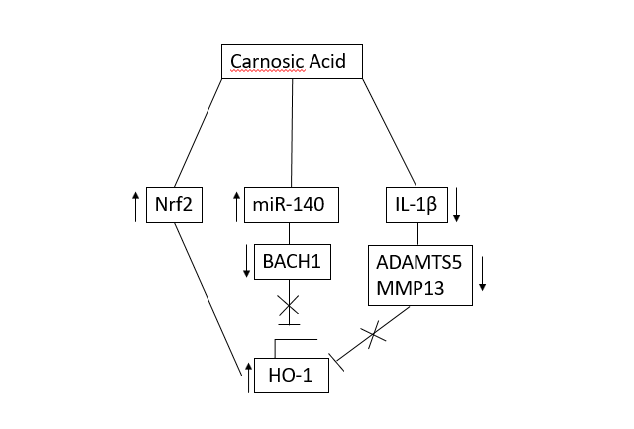 Carnosic Acid
Nrf2
miR-140
IL-1β
BACH1
ADAMTS5
MMP13
HO-1